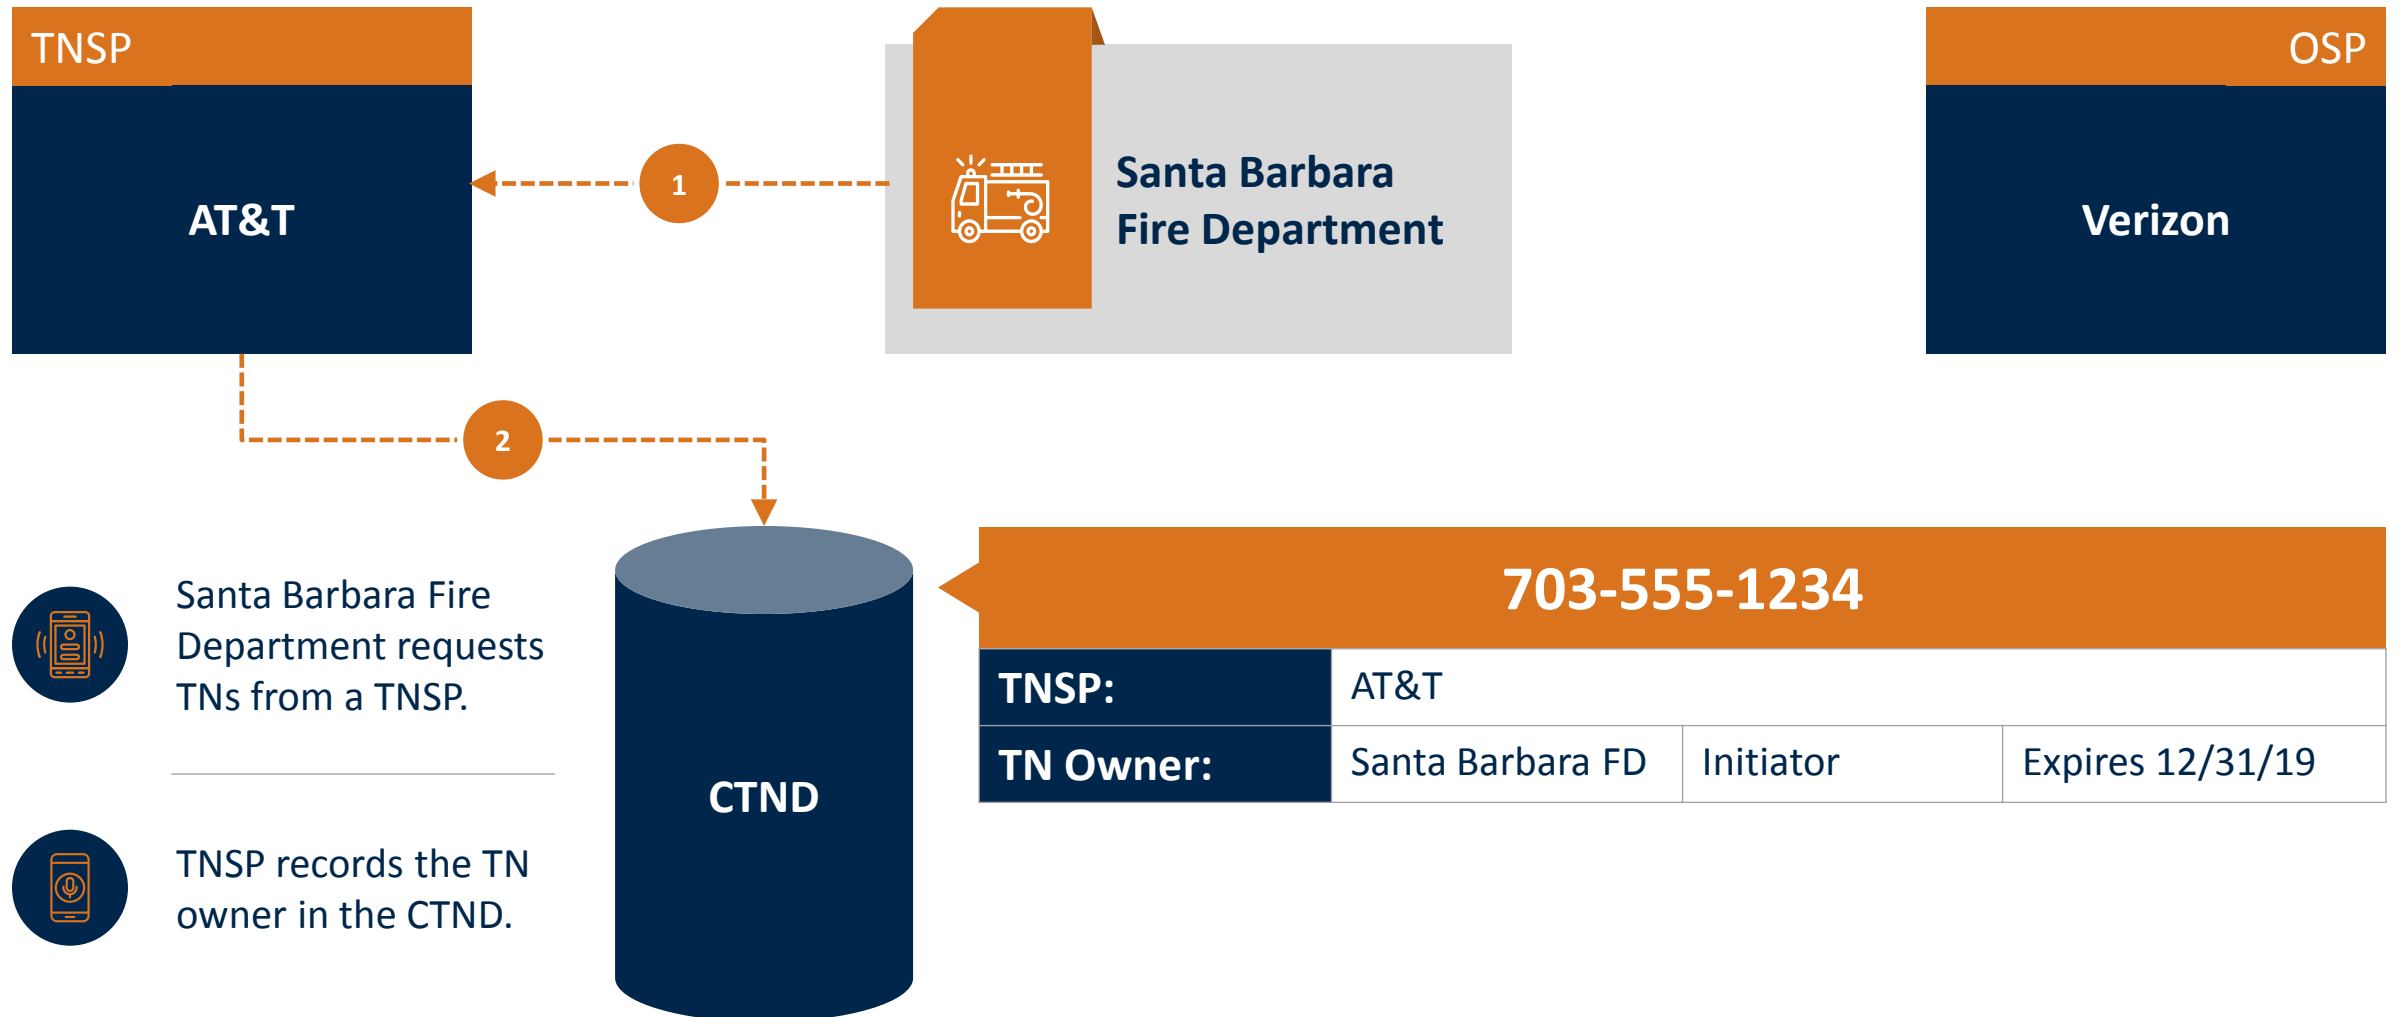 TNSP
AT&T
1
Santa Barbara
Fire Department
OSP
Verizon
2
Santa Barbara Fire
Department requests
TNs from a TNSP.
TNSP records the TN
owner in the CTND.
CTND
703-555-1234
TNSP: AT&T
TN Owner: Santa Barbara FD Initiator Expires 12/31/19